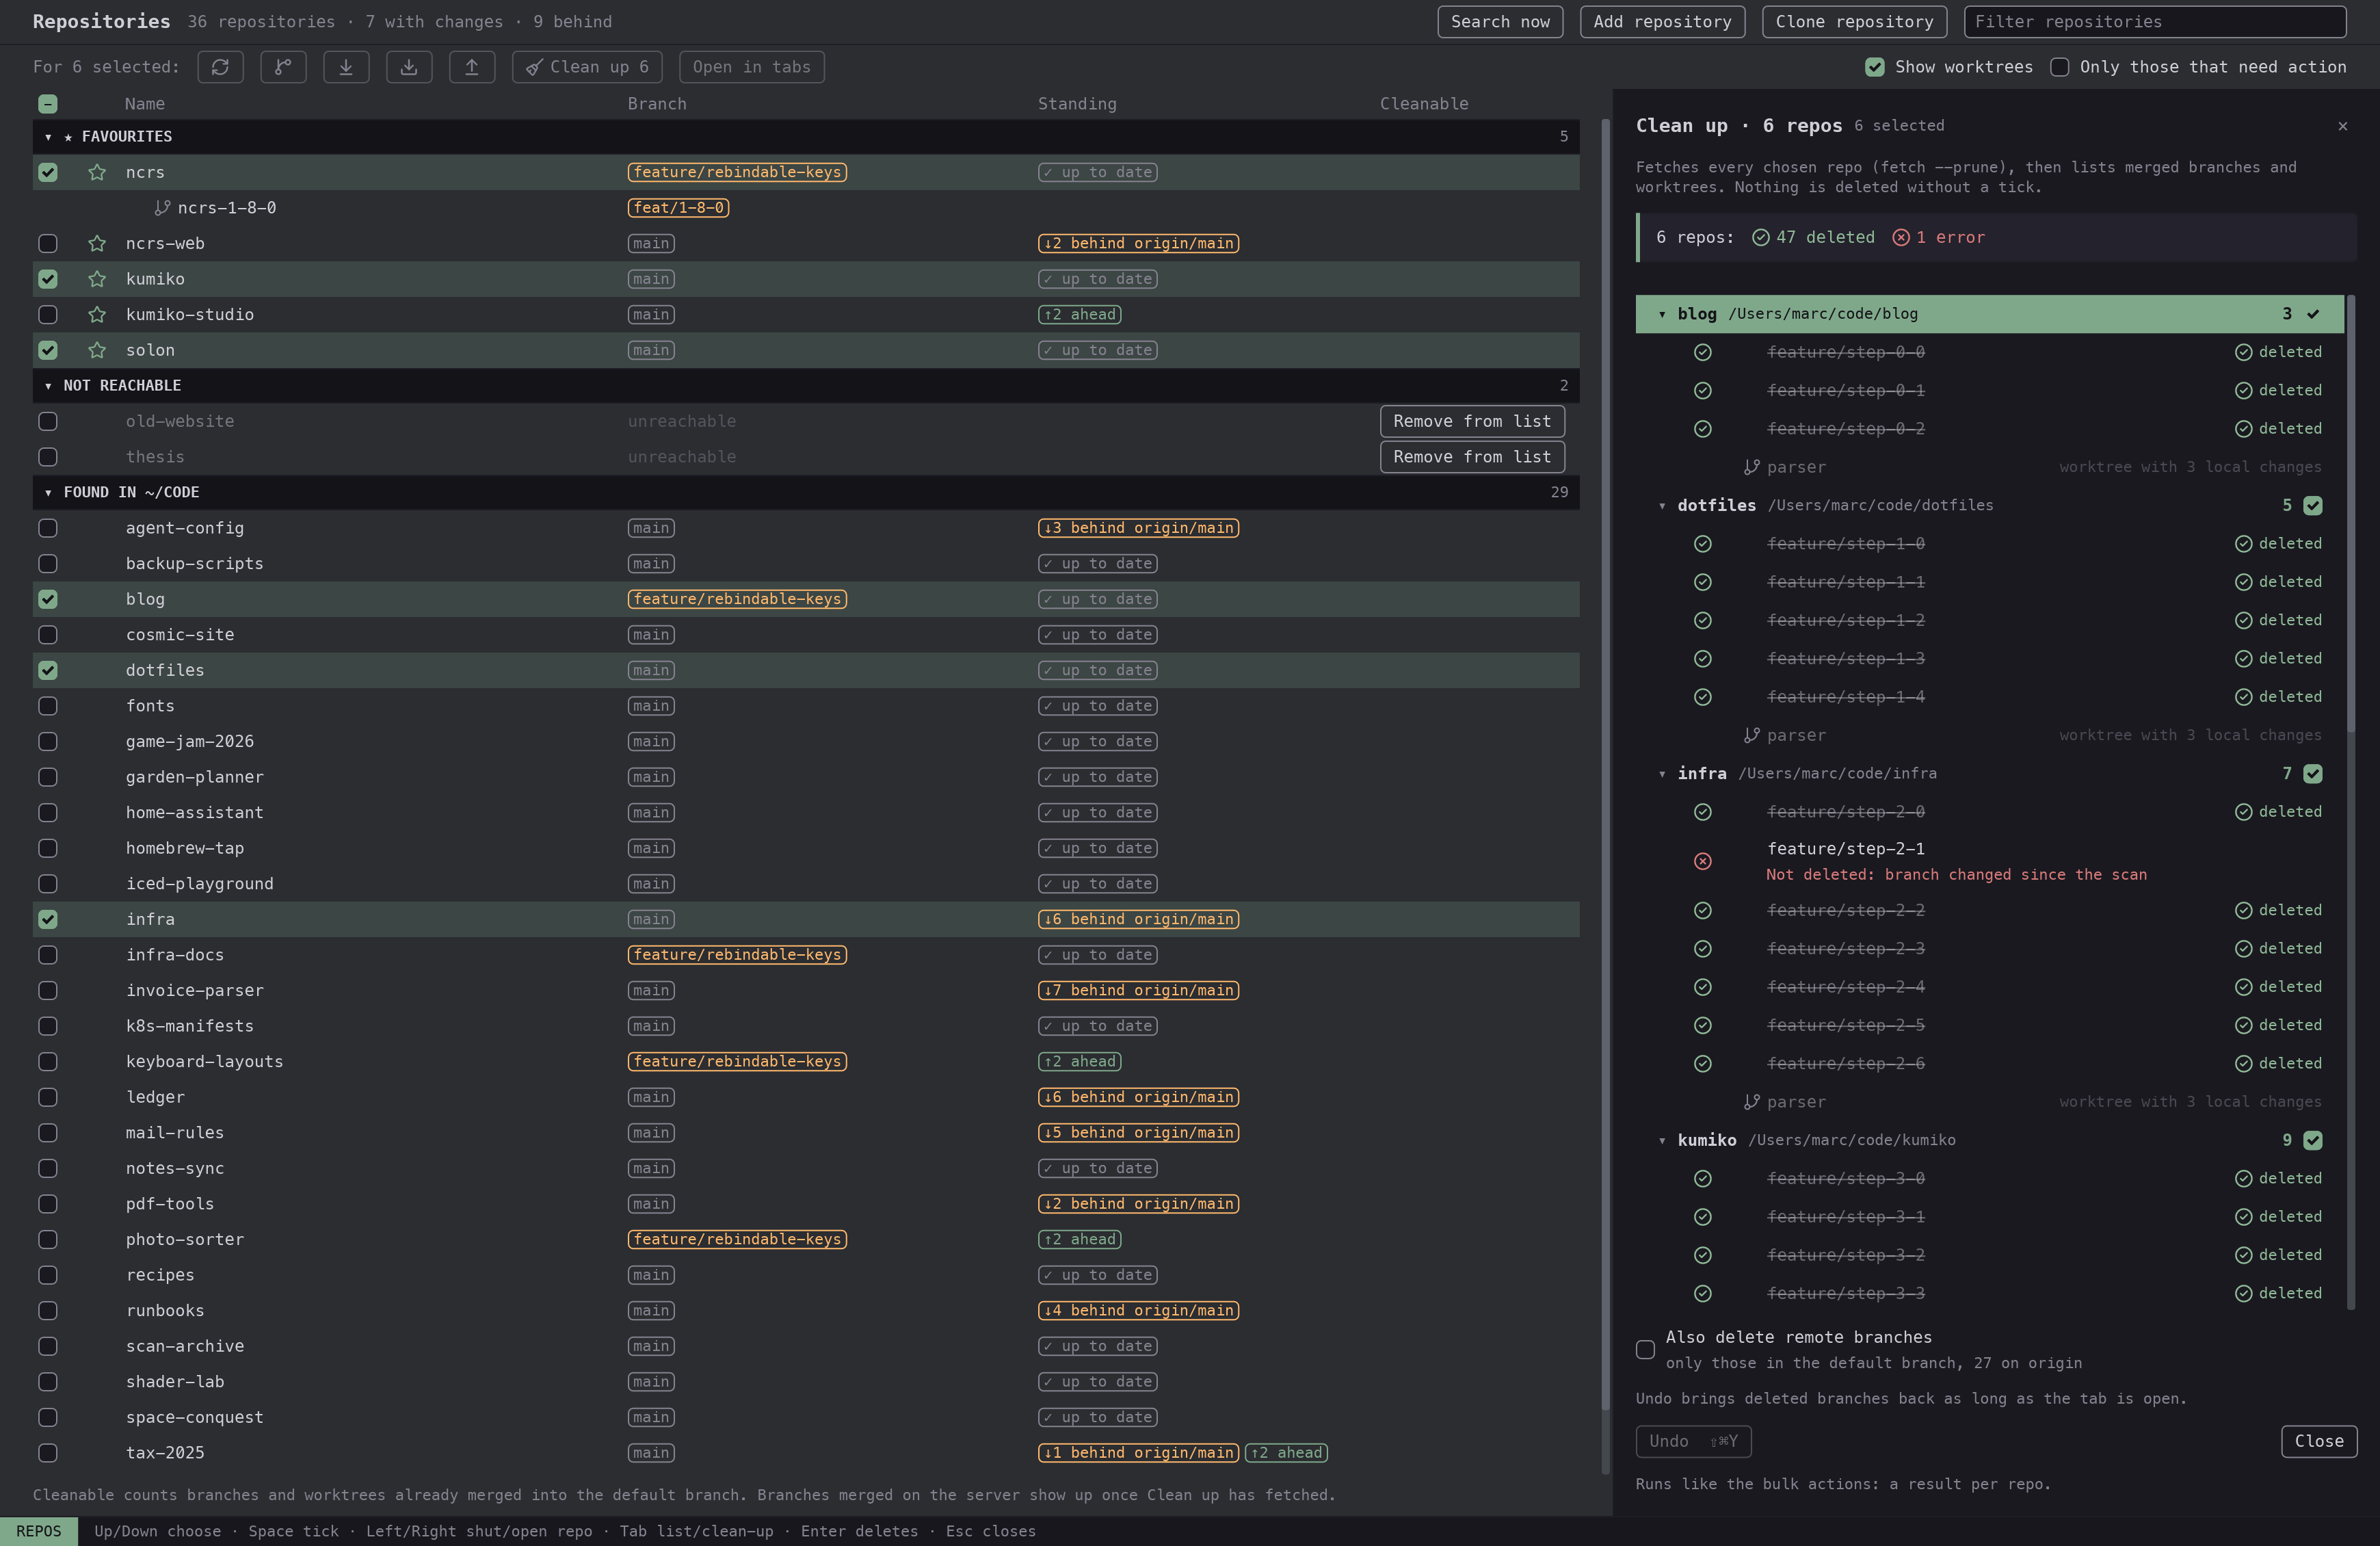 Repositories 36 repositories · 7 with changes · 9 behind Search now Add repository Clone repository Filter repositories
For 6 selected: Clean up 6 Open in tabs Show worktrees Only those that need action
Name Branch Standing Cleanable
★ FAVOURITES 5
ncrs feature/rebindable-keys ✓ up to date
ncrs-1-8-0 feat/1-8-0
ncrs-web main ↓2 behind origin/main
kumiko main ✓ up to date
kumiko-studio main ↑2 ahead
solon main ✓ up to date
NOT REACHABLE 2
old-website unreachable Remove from list
thesis unreachable Remove from list
FOUND IN ~/CODE 29
agent-config main ↓3 behind origin/main
backup-scripts main ✓ up to date
blog feature/rebindable-keys ✓ up to date
cosmic-site main ✓ up to date
dotfiles main ✓ up to date
fonts main ✓ up to date
game-jam-2026 main ✓ up to date
garden-planner main ✓ up to date
home-assistant main ✓ up to date
homebrew-tap main ✓ up to date
iced-playground main ✓ up to date
infra main ↓6 behind origin/main
infra-docs feature/rebindable-keys ✓ up to date
invoice-parser main ↓7 behind origin/main
k8s-manifests main ✓ up to date
keyboard-layouts feature/rebindable-keys ↑2 ahead
ledger main ↓6 behind origin/main
mail-rules main ↓5 behind origin/main
notes-sync main ✓ up to date
pdf-tools main ↓2 behind origin/main
photo-sorter feature/rebindable-keys ↑2 ahead
recipes main ✓ up to date
runbooks main ↓4 behind origin/main
scan-archive main ✓ up to date
shader-lab main ✓ up to date
space-conquest main ✓ up to date
tax-2025 main ↓1 behind origin/main ↑2 ahead
Cleanable counts branches and worktrees already merged into the default branch. Branches merged on the server show up once Clean up has fetched.
Clean up · 6 repos 6 selected ×
Fetches every chosen repo (fetch --prune), then lists merged branches and
worktrees. Nothing is deleted without a tick.
6 repos: 47 deleted 1 error
blog /Users/marc/code/blog 3
feature/step-0-0 deleted
feature/step-0-1 deleted
feature/step-0-2 deleted
parser worktree with 3 local changes
dotfiles /Users/marc/code/dotfiles 5
feature/step-1-0 deleted
feature/step-1-1 deleted
feature/step-1-2 deleted
feature/step-1-3 deleted
feature/step-1-4 deleted
parser worktree with 3 local changes
infra /Users/marc/code/infra 7
feature/step-2-0 deleted
feature/step-2-1
Not deleted: branch changed since the scan
feature/step-2-2 deleted
feature/step-2-3 deleted
feature/step-2-4 deleted
feature/step-2-5 deleted
feature/step-2-6 deleted
parser worktree with 3 local changes
kumiko /Users/marc/code/kumiko 9
feature/step-3-0 deleted
feature/step-3-1 deleted
feature/step-3-2 deleted
feature/step-3-3 deleted
Also delete remote branches
only those in the default branch, 27 on origin
Undo brings deleted branches back as long as the tab is open.
Undo ⇧⌘Y Close
Runs like the bulk actions: a result per repo.
REPOS Up/Down choose · Space tick · Left/Right shut/open repo · Tab list/clean-up · Enter deletes · Esc closes